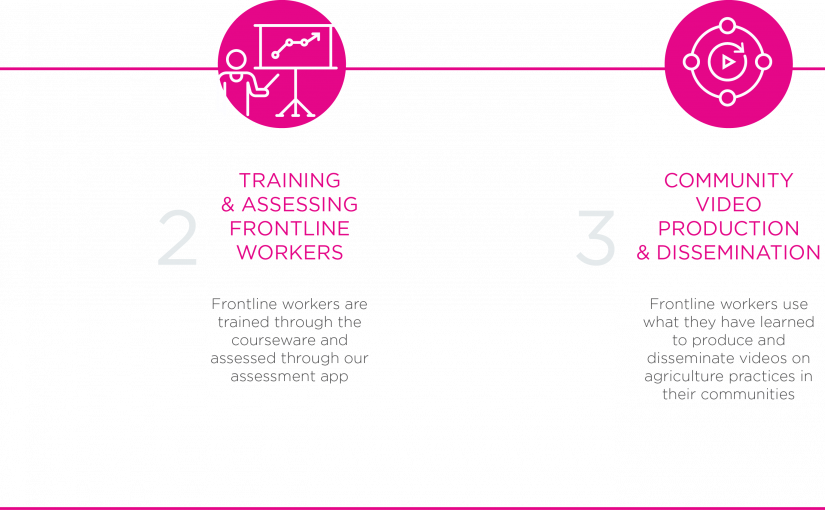 2
TRAINING
& ASSESSING
FRONTLINE
WORKERS
Frontline workers are
trained through the
courseware and
assessed through our
assessment app
3
COMMUNITY
VIDEO
PRODUCTION
& DISSEMINATION
Frontline workers use
what they have learned
to produce and
disseminate videos on
agriculture practices in
their communities